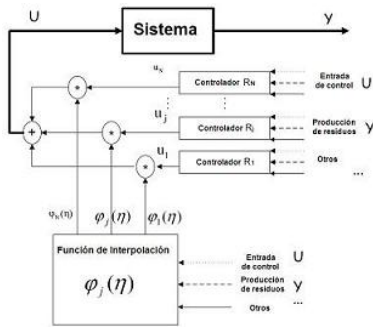 U
Sistema
y
u_N
*
Controlador R_N
Entrada de control
U
u_j
+
*
Controlador R_j
Producción de residuos
y
u_1
*
Controlador R_1
Otros
...
φ_N(η)
φ_j(η)
φ_1(η)
Función de Interpolación
φ_j(η)
Entrada de control
U
Producción de residuos
y
Otros
...